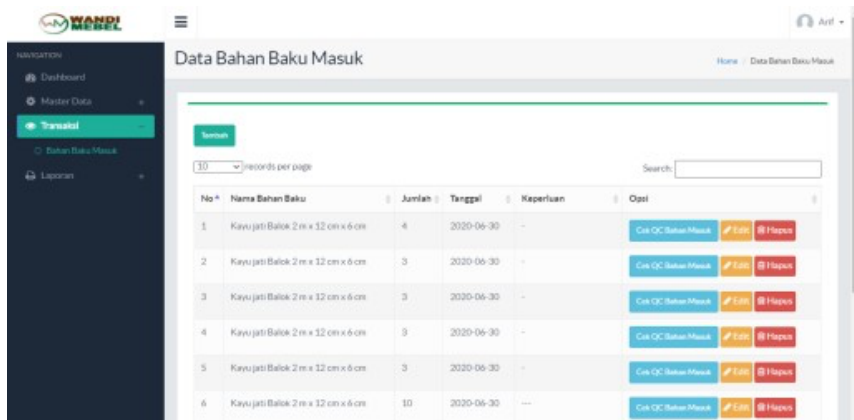 WANDI
MEBEL
Arif
NAVIGATION
Data Bahan Baku Masuk
Home / Data Bahan Baku Masuk
Dashboard
Master Data
Transaksi
Bahan Baku Masuk
Laporan
Tambah
10 records per page
Search:
No Nama Bahan Baku Jumlah Tanggal Keperluan Opsi
1 Kayu jati Balok 2 m x 12 cm x 6 cm 4 2020-06-30 - Cek QC Bahan Masuk Edit Hapus
2 Kayu jati Balok 2 m x 12 cm x 6 cm 3 2020-06-30 - Cek QC Bahan Masuk Edit Hapus
3 Kayu jati Balok 2 m x 12 cm x 6 cm 3 2020-06-30 - Cek QC Bahan Masuk Edit Hapus
4 Kayu jati Balok 2 m x 12 cm x 6 cm 3 2020-06-30 - Cek QC Bahan Masuk Edit Hapus
5 Kayu jati Balok 2 m x 12 cm x 6 cm 3 2020-06-30 - Cek QC Bahan Masuk Edit Hapus
6 Kayu jati Balok 2 m x 12 cm x 6 cm 10 2020-06-30 --- Cek QC Bahan Masuk Edit Hapus